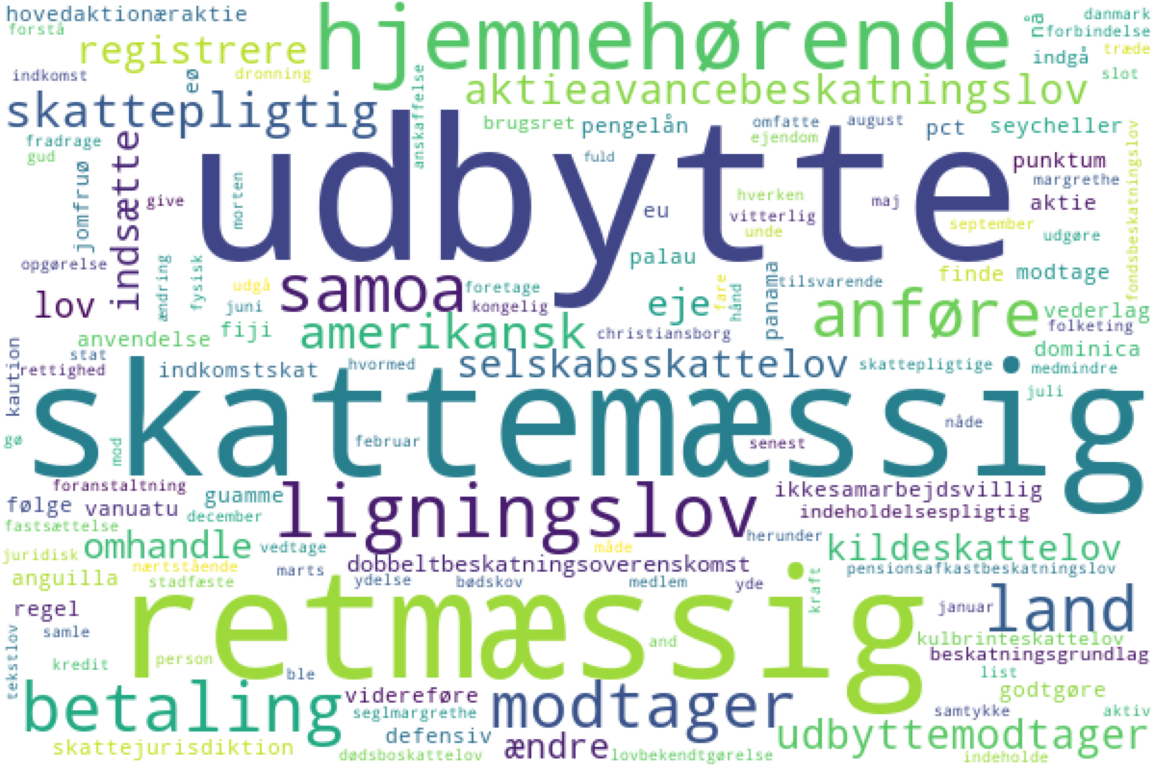 hovedaktionæraktie
hjemmehørende
nå
danmark
forstå
forbindelse
registrere
træde
indgå
indkomst
eø
dronning
anskaffelse
slot
skattepligtig
aktieavancebeskatningslov
brugsret
pengelån
omfatte
august
pct
seycheller
fondsbeskatningslov
fradrage
ejendom
gud
indsætte
udbytte
fuld
punktum
jomfruø
morten
hverken
margrethe
give
eu
vitterlig
maj
aktie
unde
september
udgøre
opgørelse
ændring
fysisk
palau
panama
finde
modtage
samoa
udgå
foretage
fare
hånd
tilsvarende
lov
juni
kongelig
eje
anføre
vederlag
anvendelse
fiji
amerikansk
christiansborg
folketing
kaution
stat
dominica
rettighed
indkomstskat
hvormed
selskabsskattelov
skattepligtige
medmindre
skattemæssig
juli
nåde
gø
mod
februar
senest
foranstaltning
ligningslov
ikkesamarbejdsvillig
følge
vanuatu
guamme
indeholdelsespligtig
fastsættelse
december
herunder
juridisk
omhandle
vedtage
måde
kildeskattelov
nærtstående
marts
dobbeltbeskatningsoverenskomst
pensionsafkastbeskatningslov
anguilla
stadfæste
ydelse
bødskov
medlem
yde
kraft
regel
retmæssig
januar
land
samle
tekstlov
and
kulbrinteskattelov
kredit
person
beskatningsgrundlag
ble
list
betaling
videreføre
modtager
godtgøre
seglmargrethe
samtykke
aktiv
defensiv
udbyttemodtager
skattejurisdiktion
ændre
dødsboskattelov
lovbekendtgørelse
indeholde